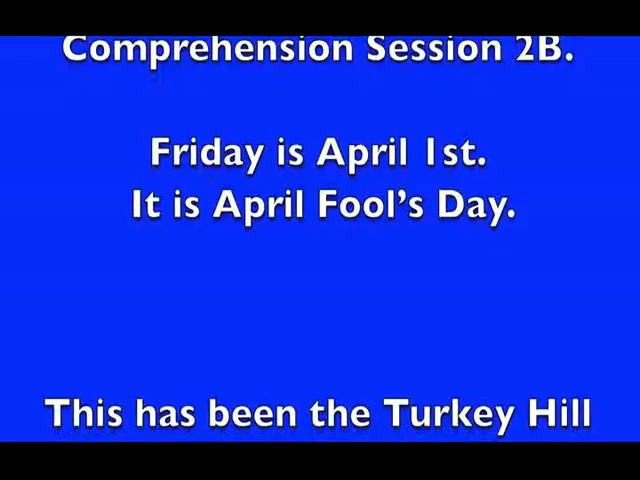 Comprehension Session 2B.
Friday is April 1st.
It is April Fool’s Day.
This has been the Turkey Hill